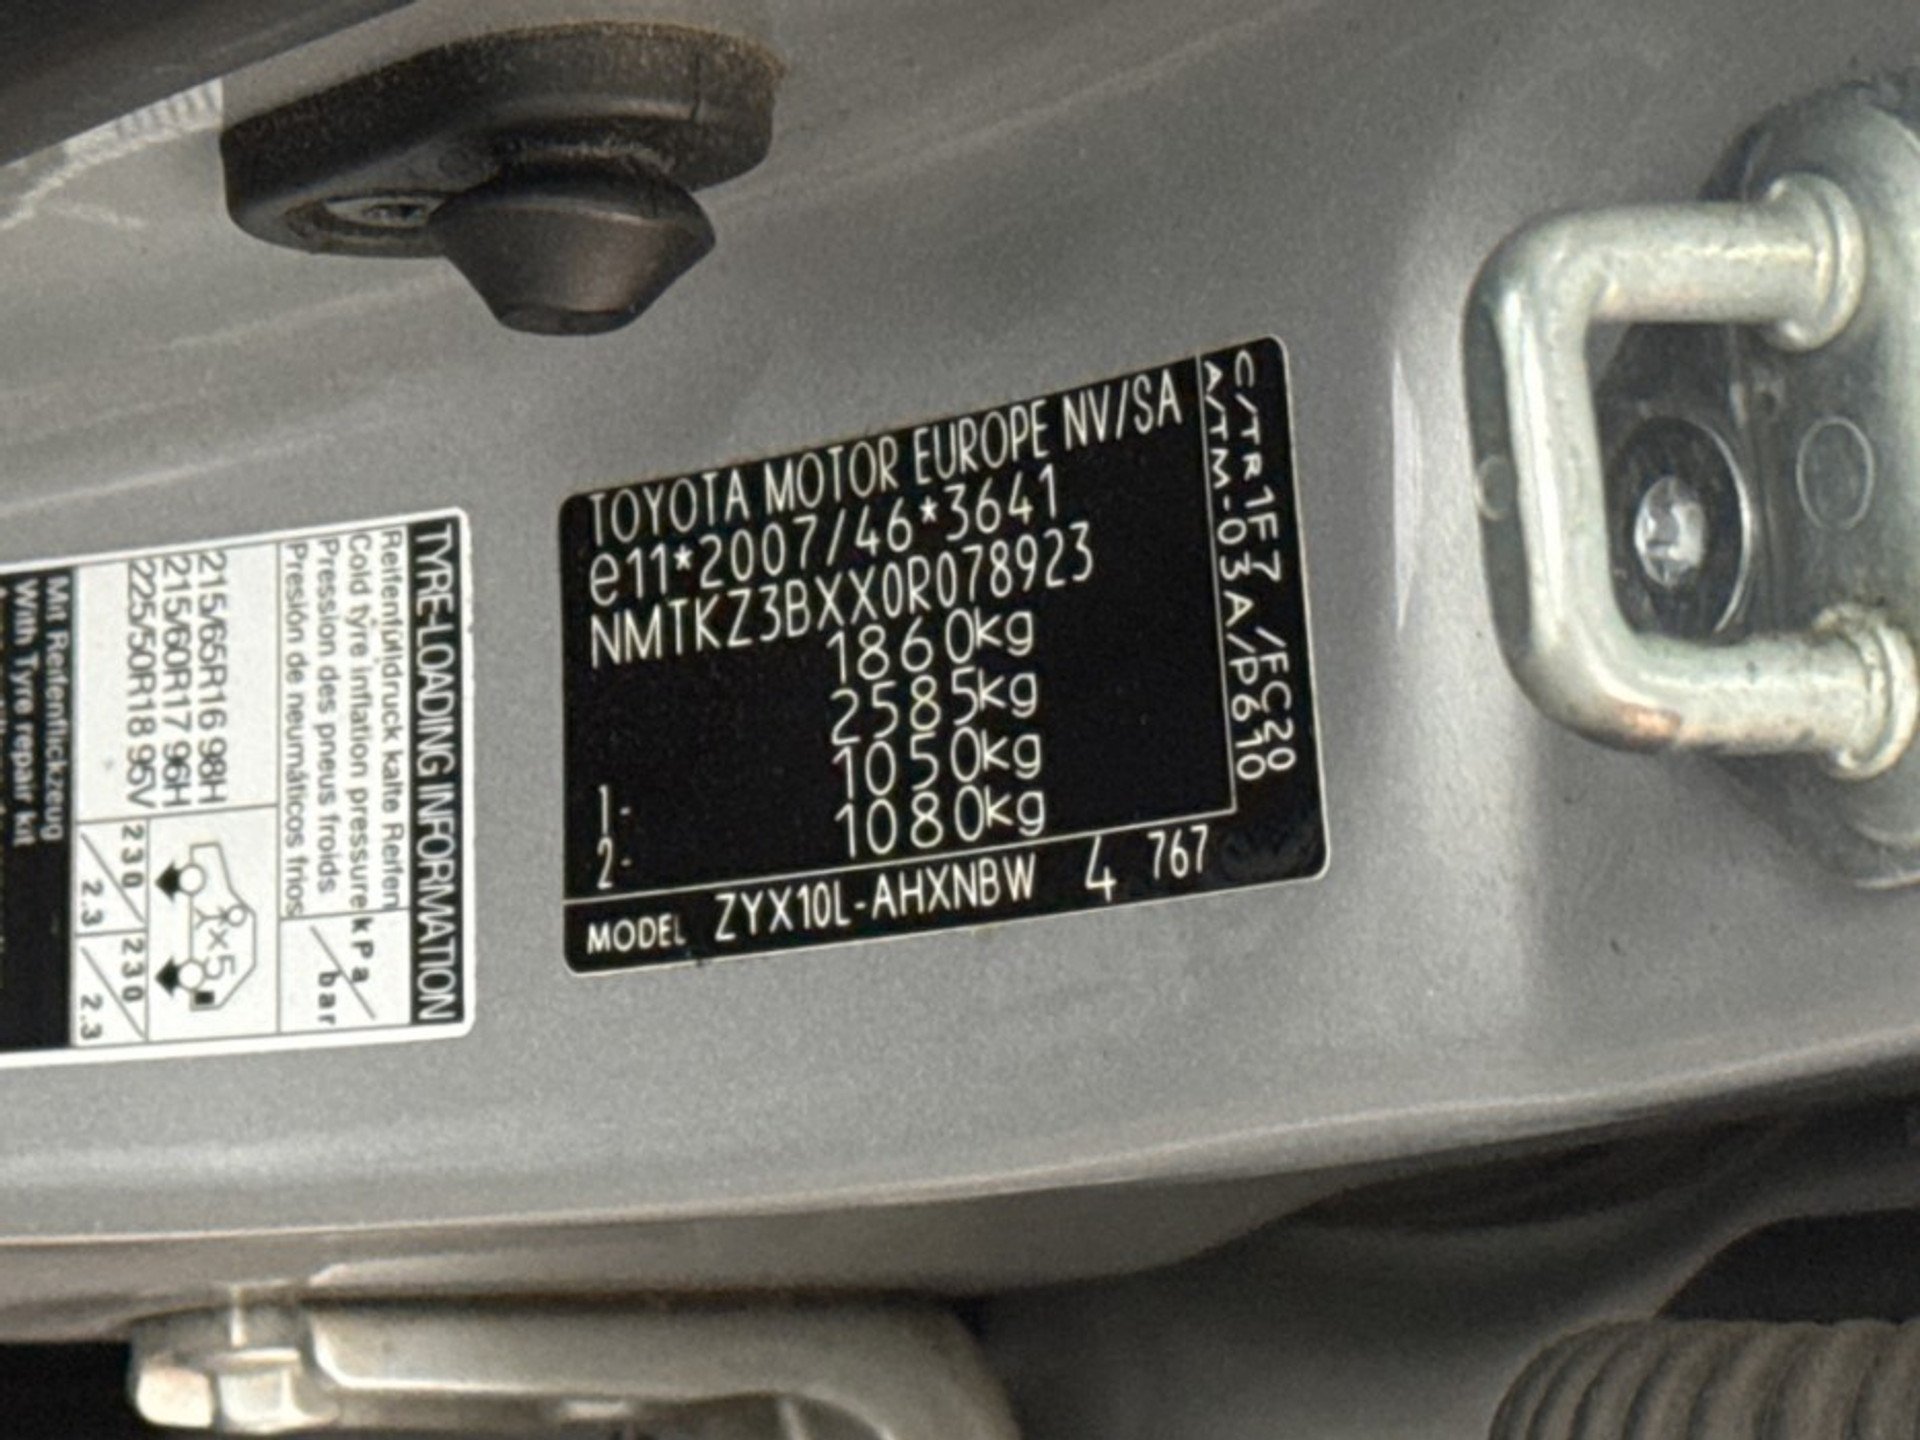 TOYOTA MOTOR EUROPE NV/SA
e11*2007/46*3641
NMTKZ3BXX0R078923
1860kg
2585kg
1- 1050kg
2- 1080kg
MODEL ZYX10L-AHXNBW 4 767
C/TR 1F7 /FC20
A/TM-03A/P610
TYRE-LOADING INFORMATION
Reifenfülldruck kalte Reifen
Cold tyre inflation pressure
Pression des pneus froids
Presión de neumáticos fríos
kPa/bar
215/65R16 98H
215/60R17 96H
225/50R18 95V
x5
230/2.3
230/2.3
Mit Reifenflickzeug
With Tyre repair kit